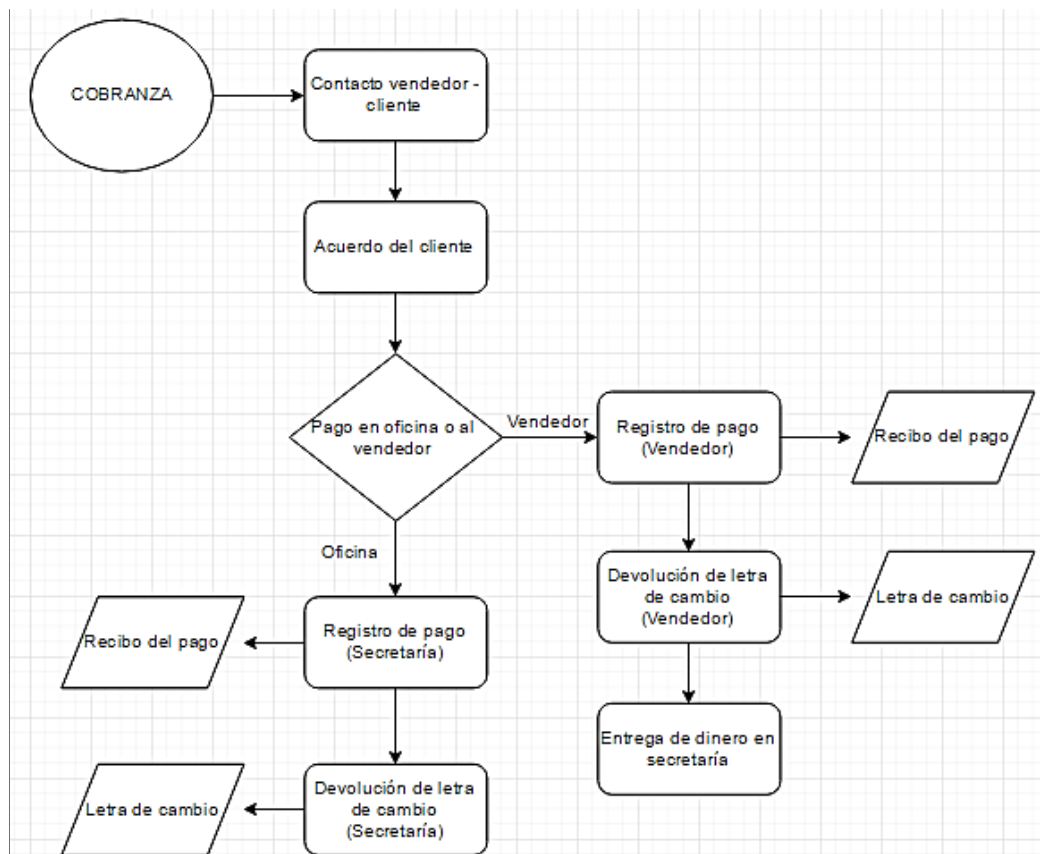 COBRANZA
Contacto vendedor -
cliente
Acuerdo del cliente
Pago en oficina o al
vendedor
Vendedor
Registro de pago
(Vendedor)
Recibo del pago
Oficina
Devolución de letra
de cambio
(Vendedor)
Letra de cambio
Recibo del pago
Registro de pago
(Secretaría)
Entrega de dinero en
secretaría
Letra de cambio
Devolución de letra
de cambio
(Secretaría)